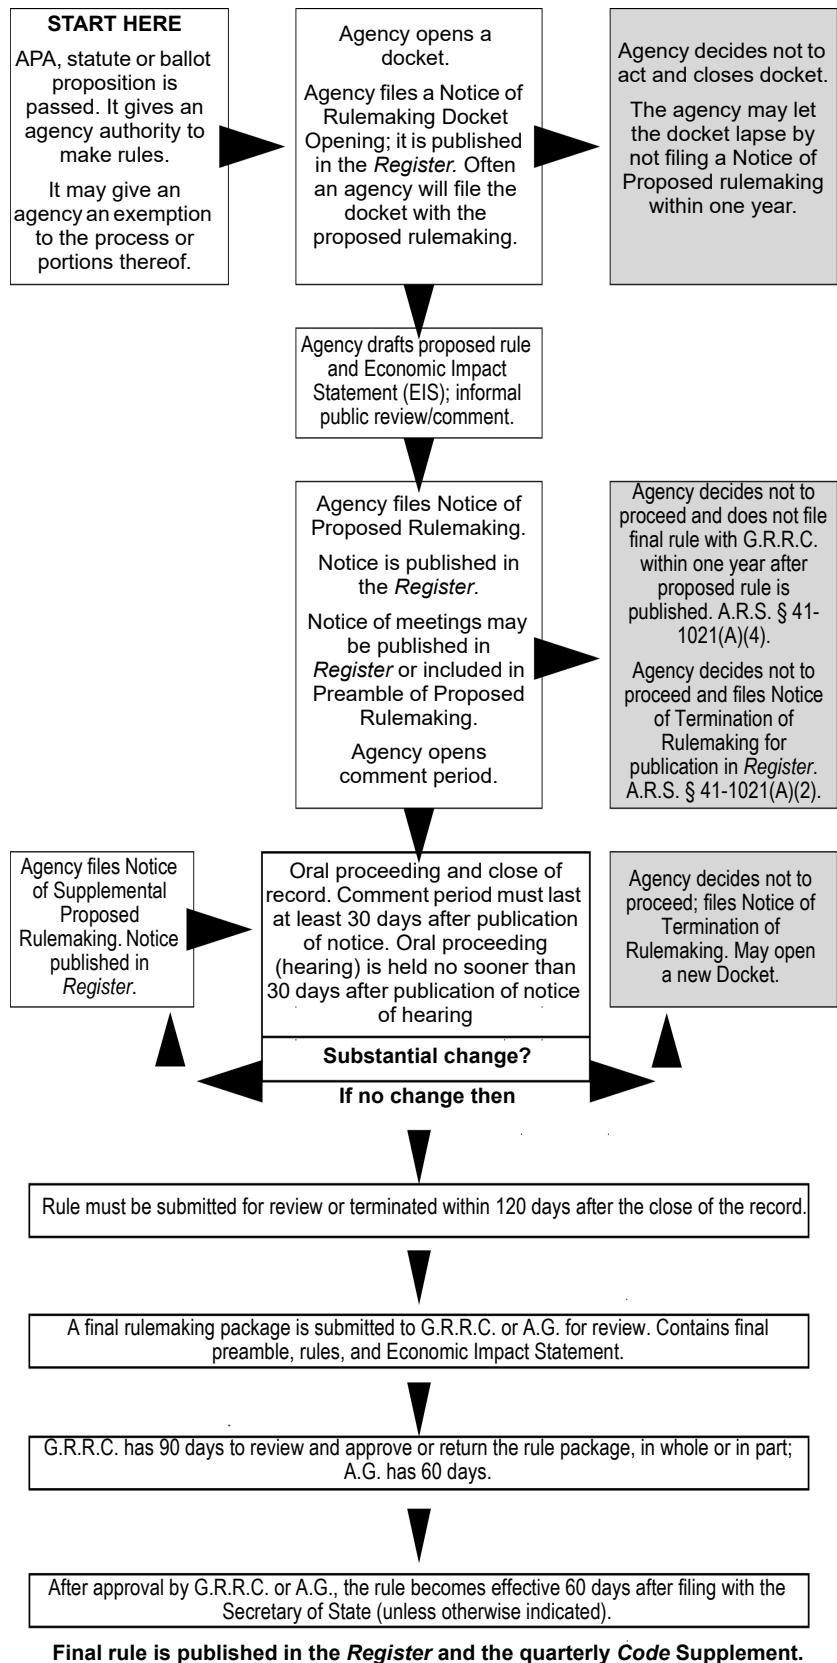 START HERE
APA, statute or ballot
proposition is
passed. It gives an
agency authority to
make rules.
It may give an
agency an exemption
to the process or
portions thereof.
Agency opens a
docket.
Agency files a Notice of
Rulemaking Docket
Opening; it is published
in the Register. Often
an agency will file the
docket with the
proposed rulemaking.
Agency decides not to
act and closes docket.
The agency may let
the docket lapse by
not filing a Notice of
Proposed rulemaking
within one year.
Agency drafts proposed rule
and Economic Impact
Statement (EIS); informal
public review/comment.
Agency files Notice of
Proposed Rulemaking.
Notice is published in
the Register.
Notice of meetings may
be published in
Register or included in
Preamble of Proposed
Rulemaking.
Agency opens
comment period.
Agency decides not to
proceed and does not file
final rule with G.R.R.C.
within one year after
proposed rule is
published. A.R.S. § 41-
1021(A)(4).
Agency decides not to
proceed and files Notice
of Termination of
Rulemaking for
publication in Register.
A.R.S. § 41-1021(A)(2).
Agency files Notice
of Supplemental
Proposed
Rulemaking. Notice
published in
Register.
Oral proceeding and close of
record. Comment period must last
at least 30 days after publication
of notice. Oral proceeding
(hearing) is held no sooner than
30 days after publication of notice
of hearing
Agency decides not to
proceed; files Notice of
Termination of
Rulemaking. May open
a new Docket.
Substantial change?
If no change then
Rule must be submitted for review or terminated within 120 days after the close of the record.
A final rulemaking package is submitted to G.R.R.C. or A.G. for review. Contains final
preamble, rules, and Economic Impact Statement.
G.R.R.C. has 90 days to review and approve or return the rule package, in whole or in part;
A.G. has 60 days.
After approval by G.R.R.C. or A.G., the rule becomes effective 60 days after filing with the
Secretary of State (unless otherwise indicated).
Final rule is published in the Register and the quarterly Code Supplement.